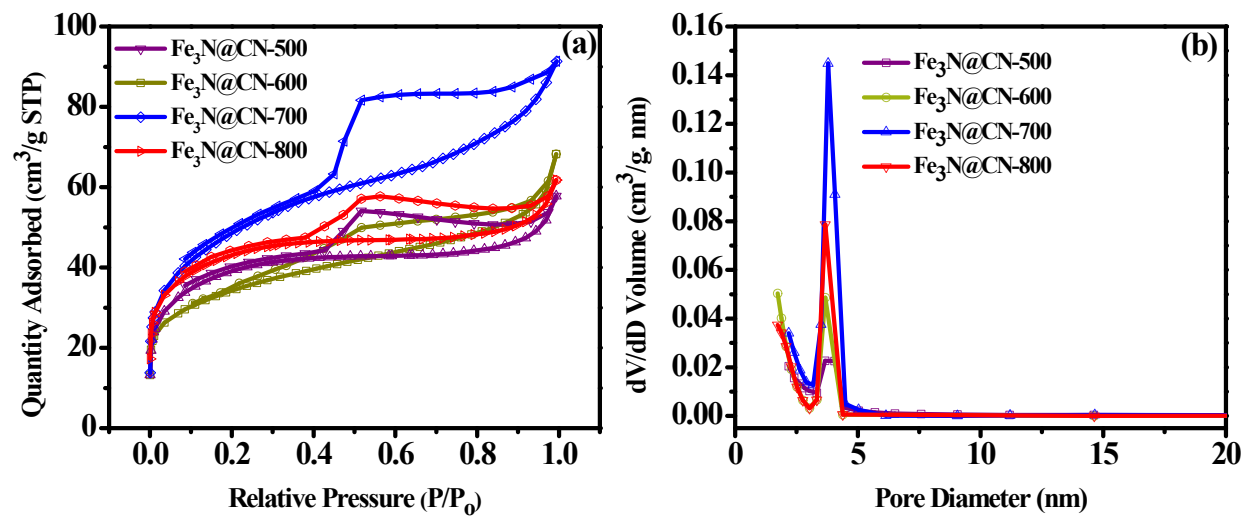 (a)
Fe₃N@CN-500
Fe₃N@CN-600
Fe₃N@CN-700
Fe₃N@CN-800
Quantity Adsorbed (cm³/g STP)
100
80
60
40
20
0
0.0 0.2 0.4 0.6 0.8 1.0
Relative Pressure (P/Pₒ)
(b)
Fe₃N@CN-500
Fe₃N@CN-600
Fe₃N@CN-700
Fe₃N@CN-800
dV/dD Volume (cm³/g. nm)
0.16
0.14
0.12
0.10
0.08
0.06
0.04
0.02
0.00
0 5 10 15 20
Pore Diameter (nm)